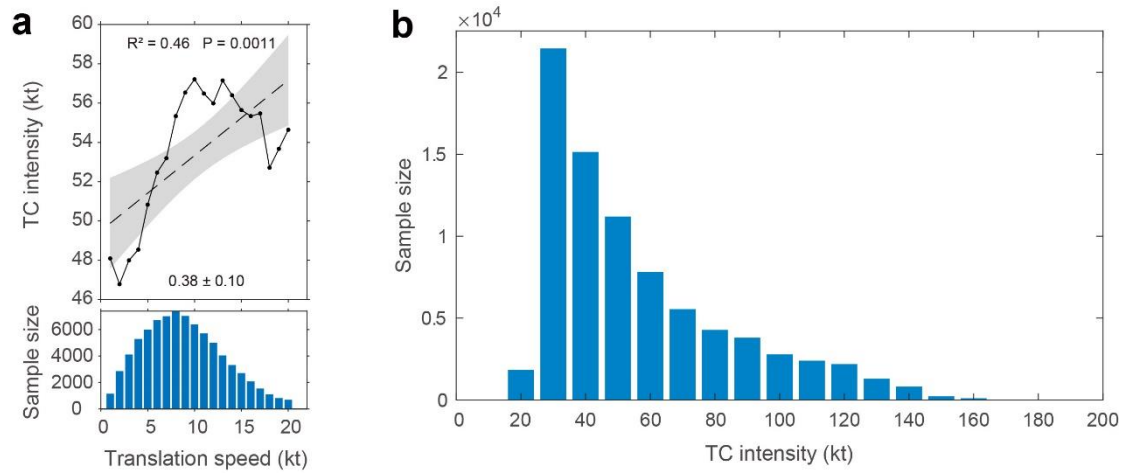 a
60
58
56
54
52
50
48
46
TC intensity (kt)
R² = 0.46 P = 0.0011
0.38 ± 0.10
6000
4000
2000
0
Sample size
0 5 10 15 20
Translation speed (kt)
b
×10⁴
2
1.5
1
0.5
0
Sample size
0 20 40 60 80 100 120 140 160 180 200
TC intensity (kt)